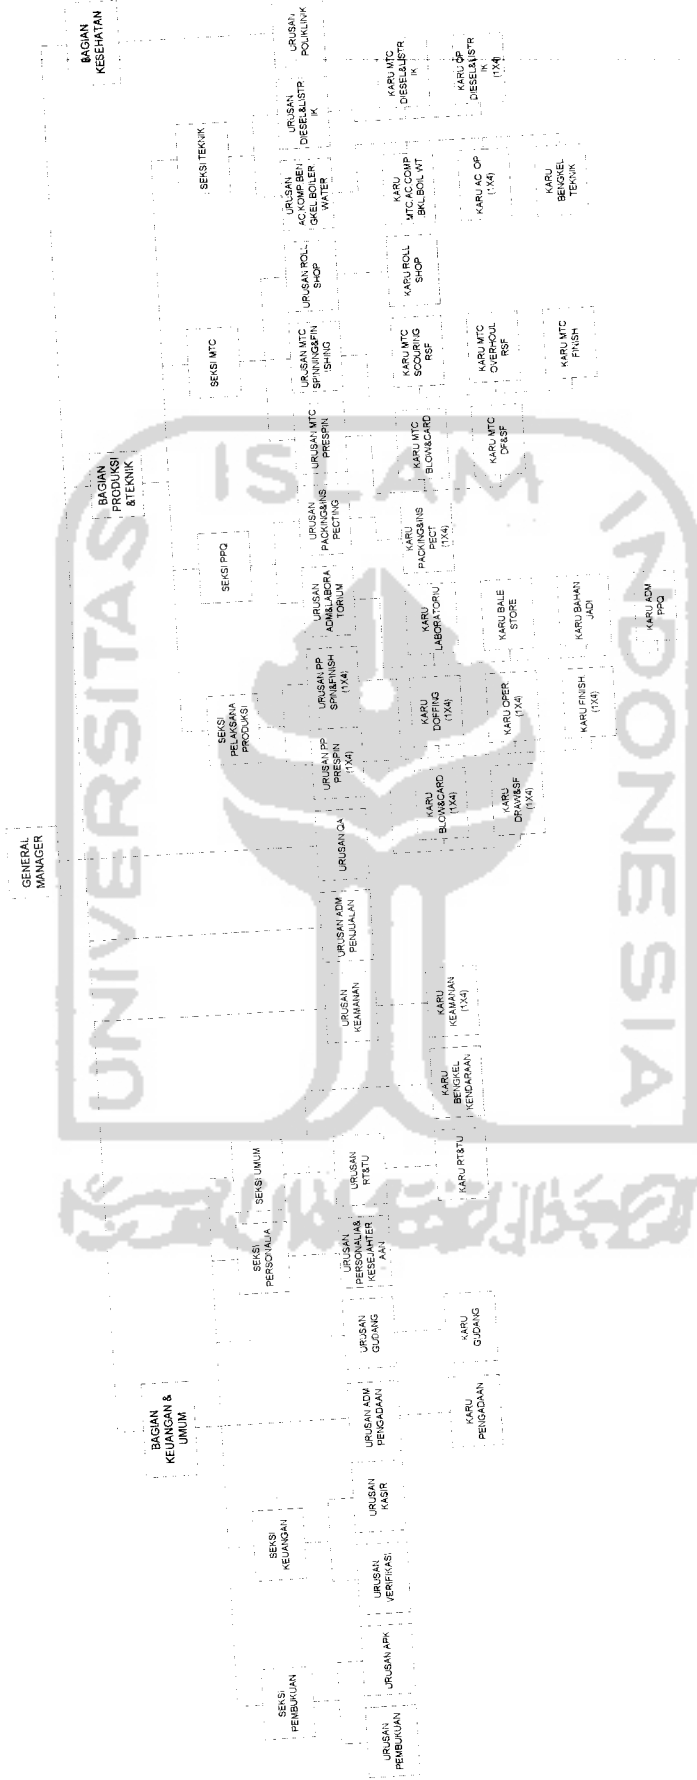 GENERAL
MANAGER
BAGIAN
KEUANGAN &
UMUM
BAGIAN
PRODUKSI
&TEKNIK
BAGIAN
KESEHATAN
SEKSI
PEMBUKUAN
SEKSI
KEUANGAN
SEKSI
PERSONALIA
SEKSI UMUM
SEKSI
PELAKSANA
PRODUKSI
SEKSI PPQ
SEKSI MTC
SEKSI TEKNIK
URUSAN
PEMBUKUAN
URUSAN APK
URUSAN
VERIFIKASI
URUSAN
KASIR
URUSAN ADM
PENGADAAN
URUSAN
GUDANG
URUSAN
PERSONALIA&
KESEJAHTER
AAN
URUSAN
RT&TU
URUSAN
KEAMANAN
URUSAN ADM
PENJUALAN
URUSAN QA
URUSAN PP
PRESPIN
(1X4)
URUSAN PP
SPIN&FINISH
(1X4)
URUSAN
ADM&LABORA
TORIUM
URUSAN
PACKING&INS
PECTING
URUSAN MTC
PRESPIN
URUSAN MTC
SPINNING&FIN
ISHING
URUSAN ROLL
SHOP
URUSAN
AC,KOMP,BEN
GKEL,BOILER,
WATER
URUSAN
DIESEL&LISTR
IK
URUSAN
POLIKLINIK
KARU
PENGADAAN
KARU
GUDANG
KARU RT&TU
KARU
BENGKEL
KENDARAAN
KARU
KEAMANAN
(1X4)
KARU
BLOW&CARD
(1X4)
KARU
DOFFING
(1X4)
KARU
LABORATORIU
KARU
PACKING&INS
PECT
(1X4)
KARU MTC
BLOW&CARD
KARU MTC
SCOURING
RSF
KARU ROLL
SHOP
KARU
MTC,AC,COMP
BKL,BOIL,WT
KARU MTC
DIESEL&LISTR
IK
KARU
DRAW&SF
(1X4)
KARU OPER
(1X4)
KARU BALE
STORE
KARU MTC
DF&SF
KARU MTC
OVERHOUL
RSF
KARU AC OP
(1X4)
KARU OP
DIESEL&LISTR
IK
(1X4)
KARU FINISH.
(1X4)
KARU BAHAN
JADI
KARU MTC
FINISH
KARU
BENGKEL
TEKNIK
KARU ADM
PPQ
UNIVERSITAS
ISLAM
INDONESIA